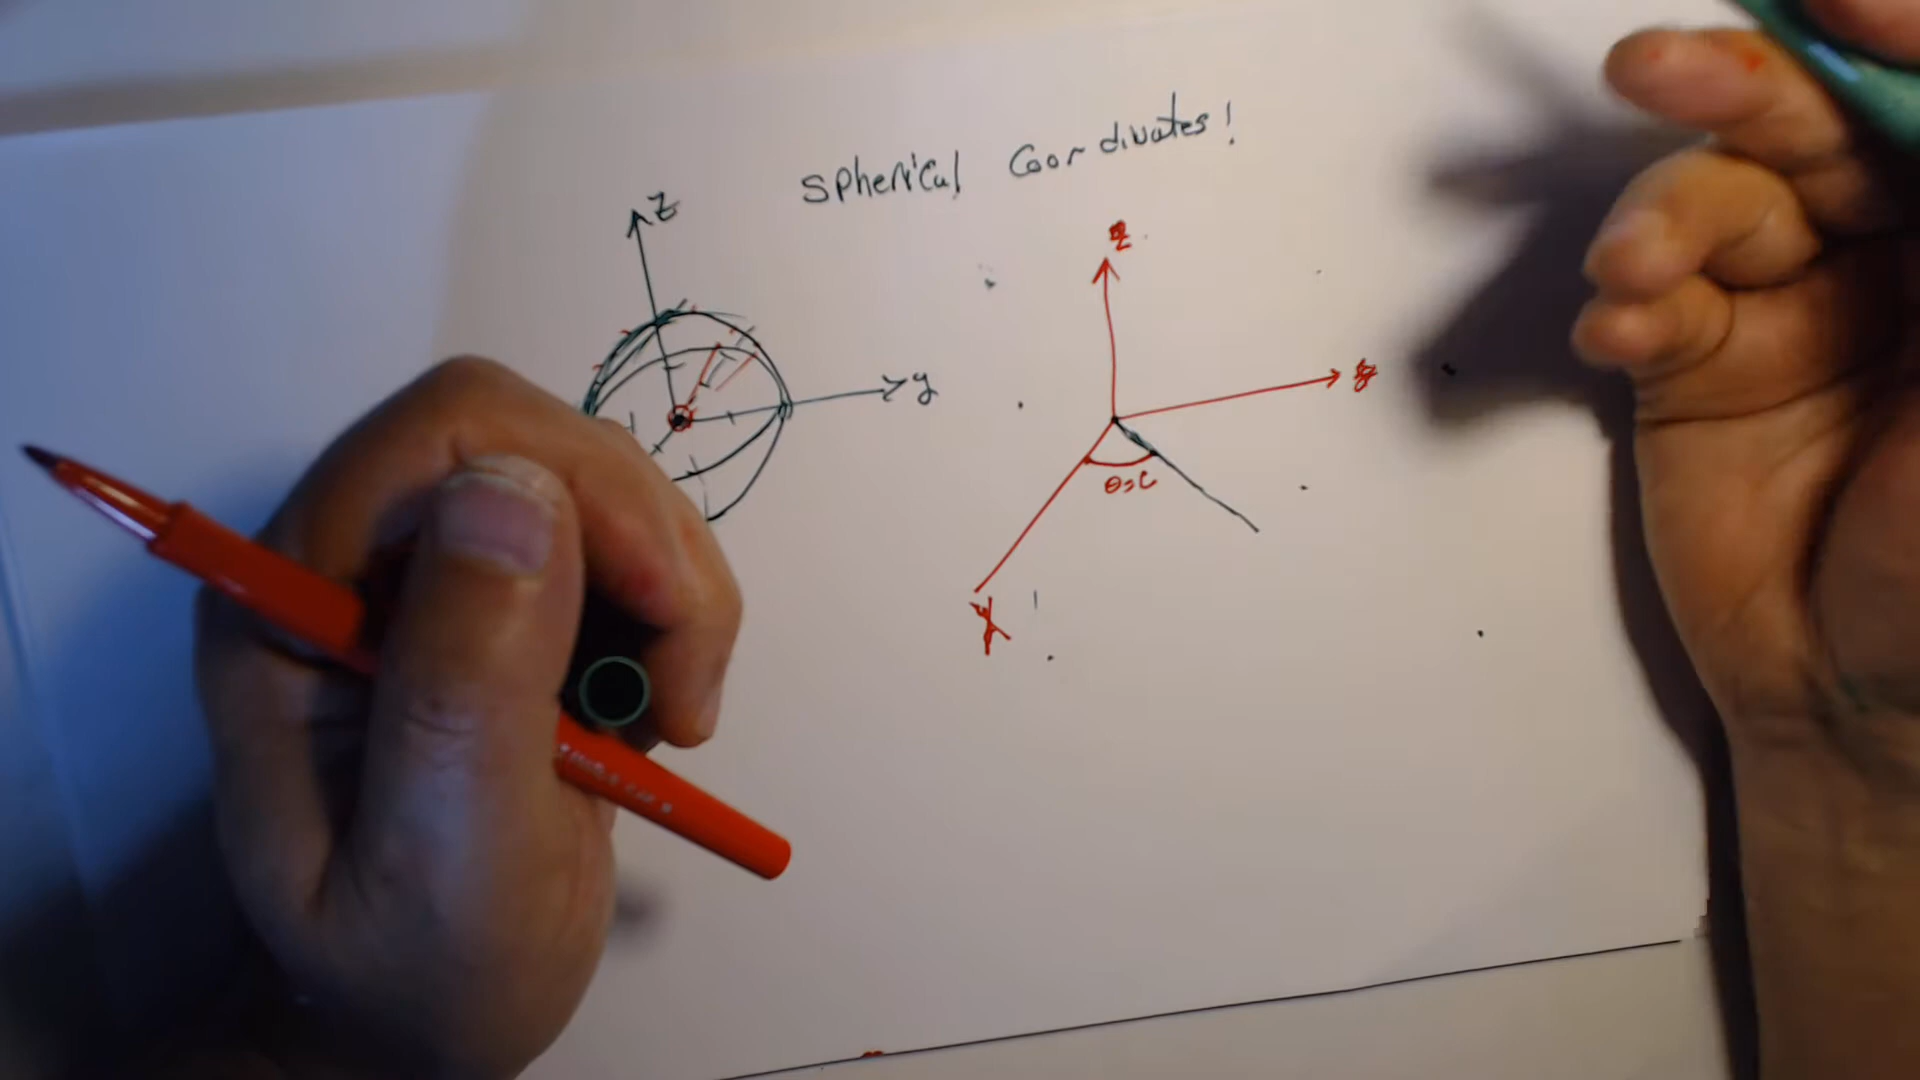 Spherical Coordinates!
z
y
z
y
θ=c
x